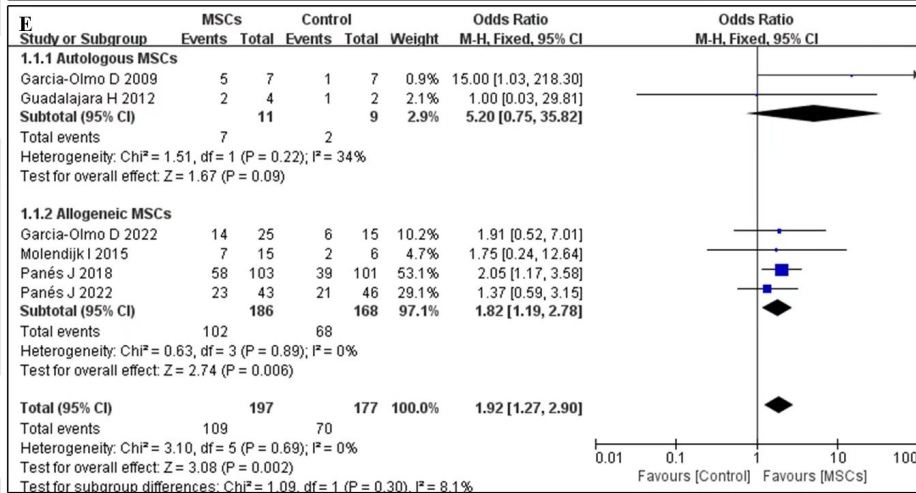 E
MSCs Control Odds Ratio Odds Ratio
Study or Subgroup Events Total Events Total Weight M-H, Fixed, 95% CI M-H, Fixed, 95% CI
1.1.1 Autologous MSCs
Garcia-Olmo D 2009 5 7 1 7 0.9% 15.00 [1.03, 218.30]
Guadalajara H 2012 2 4 1 2 2.1% 1.00 [0.03, 29.81]
Subtotal (95% CI) 11 9 2.9% 5.20 [0.75, 35.82]
Total events 7 2
Heterogeneity: Chi² = 1.51, df = 1 (P = 0.22); I² = 34%
Test for overall effect: Z = 1.67 (P = 0.09)
1.1.2 Allogeneic MSCs
Garcia-Olmo D 2022 14 25 6 15 10.2% 1.91 [0.52, 7.01]
Molendijk I 2015 7 15 2 6 4.7% 1.75 [0.24, 12.64]
Panés J 2018 58 103 39 101 53.1% 2.05 [1.17, 3.58]
Panés J 2022 23 43 21 46 29.1% 1.37 [0.59, 3.15]
Subtotal (95% CI) 186 168 97.1% 1.82 [1.19, 2.78]
Total events 102 68
Heterogeneity: Chi² = 0.63, df = 3 (P = 0.89); I² = 0%
Test for overall effect: Z = 2.74 (P = 0.006)
Total (95% CI) 197 177 100.0% 1.92 [1.27, 2.90]
Total events 109 70
Heterogeneity: Chi² = 3.10, df = 5 (P = 0.69); I² = 0%
Test for overall effect: Z = 3.08 (P = 0.002)
Test for subgroup differences: Chi² = 1.09, df = 1 (P = 0.30), I² = 8.1%
0.01 0.1 1 10 100
Favours [Control] Favours [MSCs]